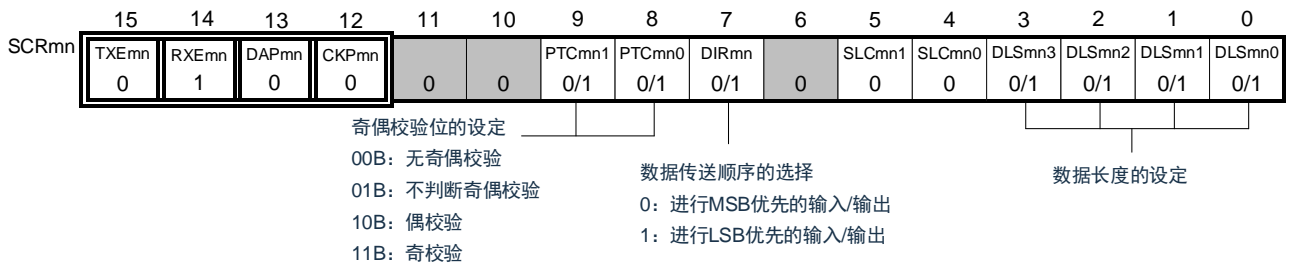 15 14 13 12 11 10 9 8 7 6 5 4 3 2 1 0
SCRmn TXEmn RXEmn DAPmn CKPmn PTCmn1 PTCmn0 DIRmn SLCmn1 SLCmn0 DLSmn3 DLSmn2 DLSmn1 DLSmn0
0 1 0 0 0 0 0/1 0/1 0/1 0 0 0 0/1 0/1 0/1 0/1
奇偶校验位的设定
00B：无奇偶校验
01B：不判断奇偶校验
10B：偶校验
11B：奇校验
数据传送顺序的选择
0：进行MSB优先的输入/输出
1：进行LSB优先的输入/输出
数据长度的设定